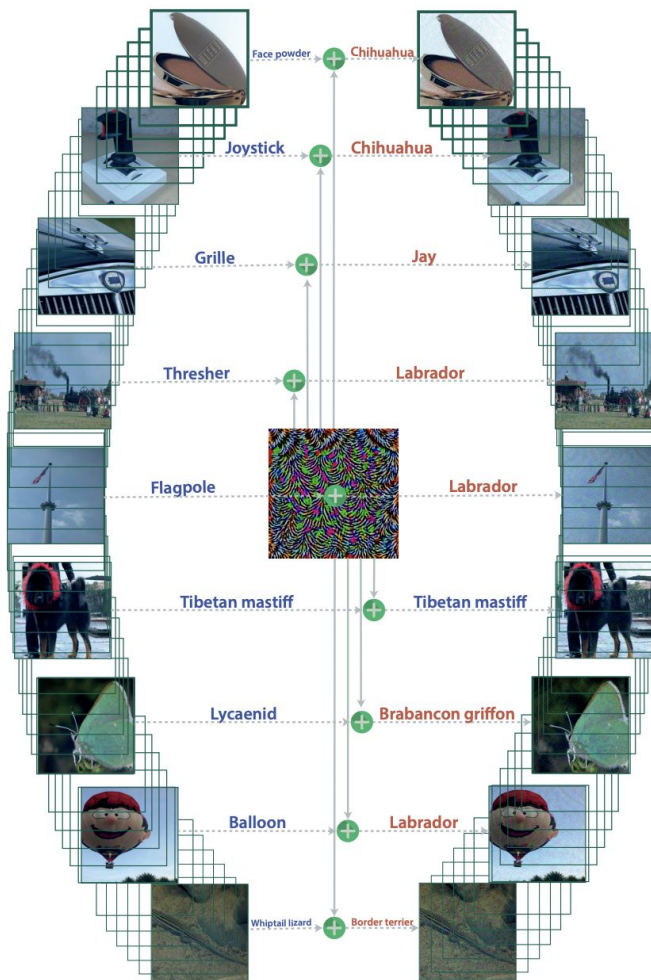 Face powder Chihuahua
Joystick Chihuahua
Grille Jay
Thresher Labrador
Flagpole Labrador
Tibetan mastiff Tibetan mastiff
Lycaenid Brabancon griffon
Balloon Labrador
Whiptail lizard Border terrier